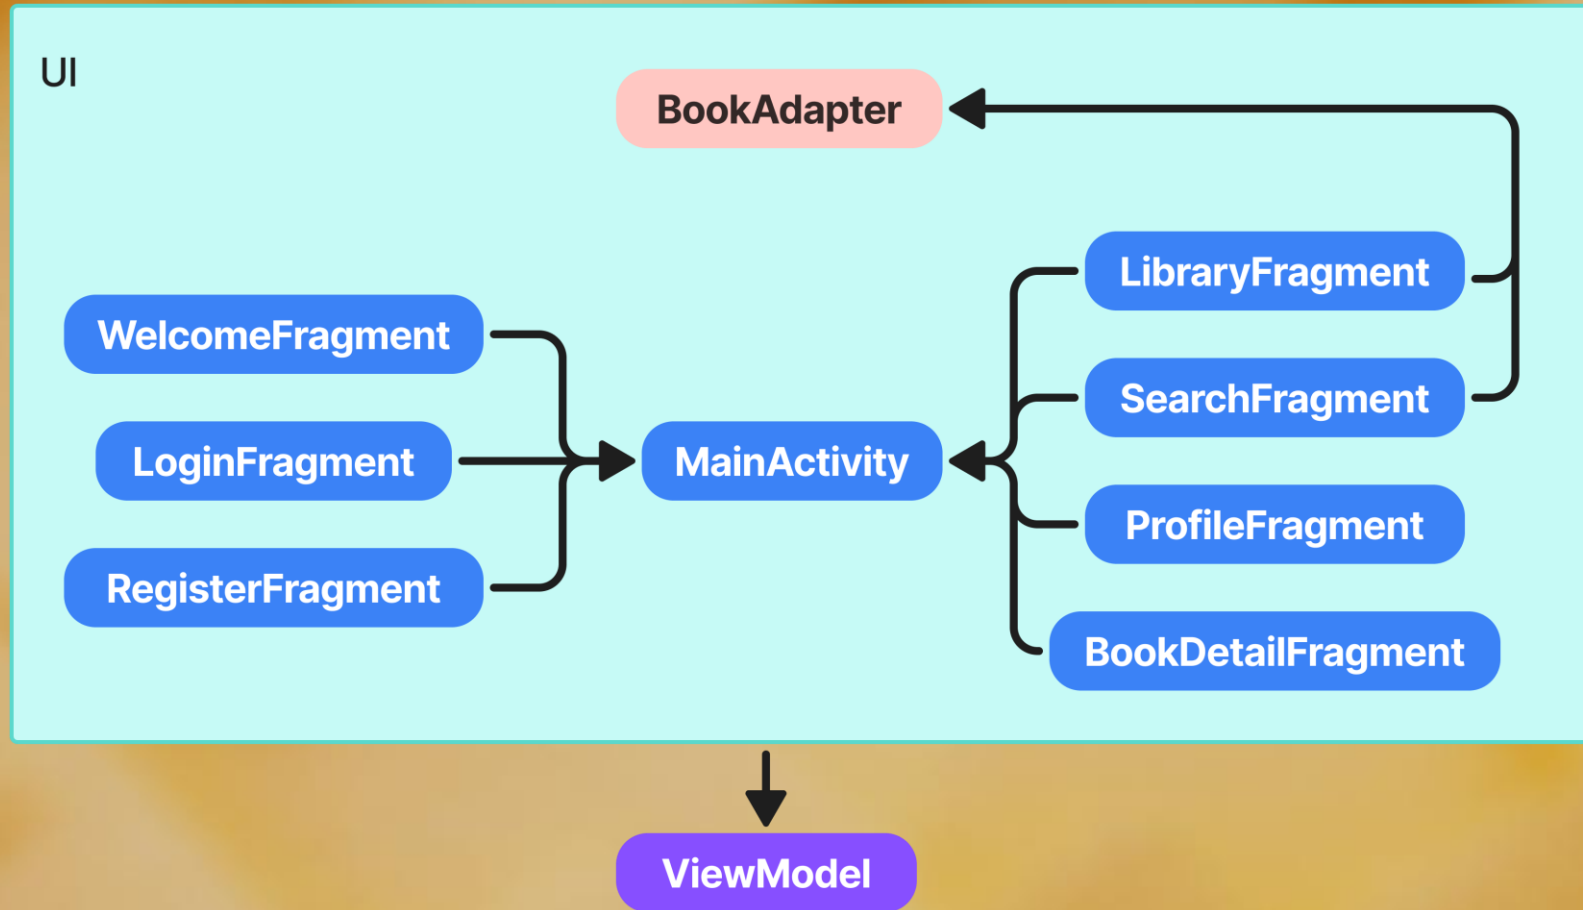 UI
BookAdapter
LibraryFragment
WelcomeFragment
SearchFragment
LoginFragment
MainActivity
ProfileFragment
RegisterFragment
BookDetailFragment
ViewModel